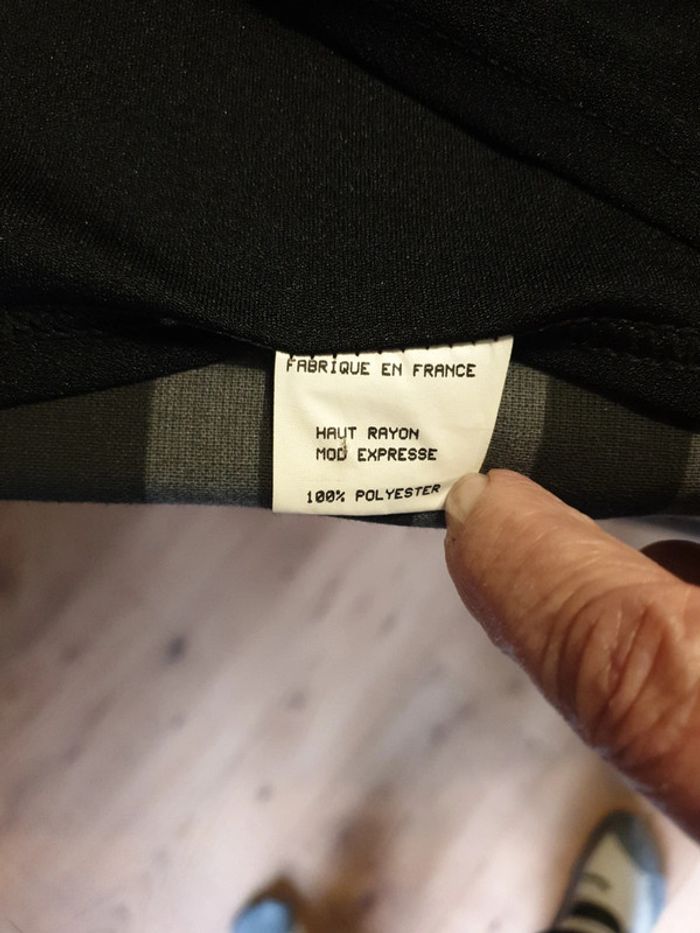 FABRIQUE EN FRANCE
HAUT RAYON
MOD EXPRESSE
100% POLYESTER